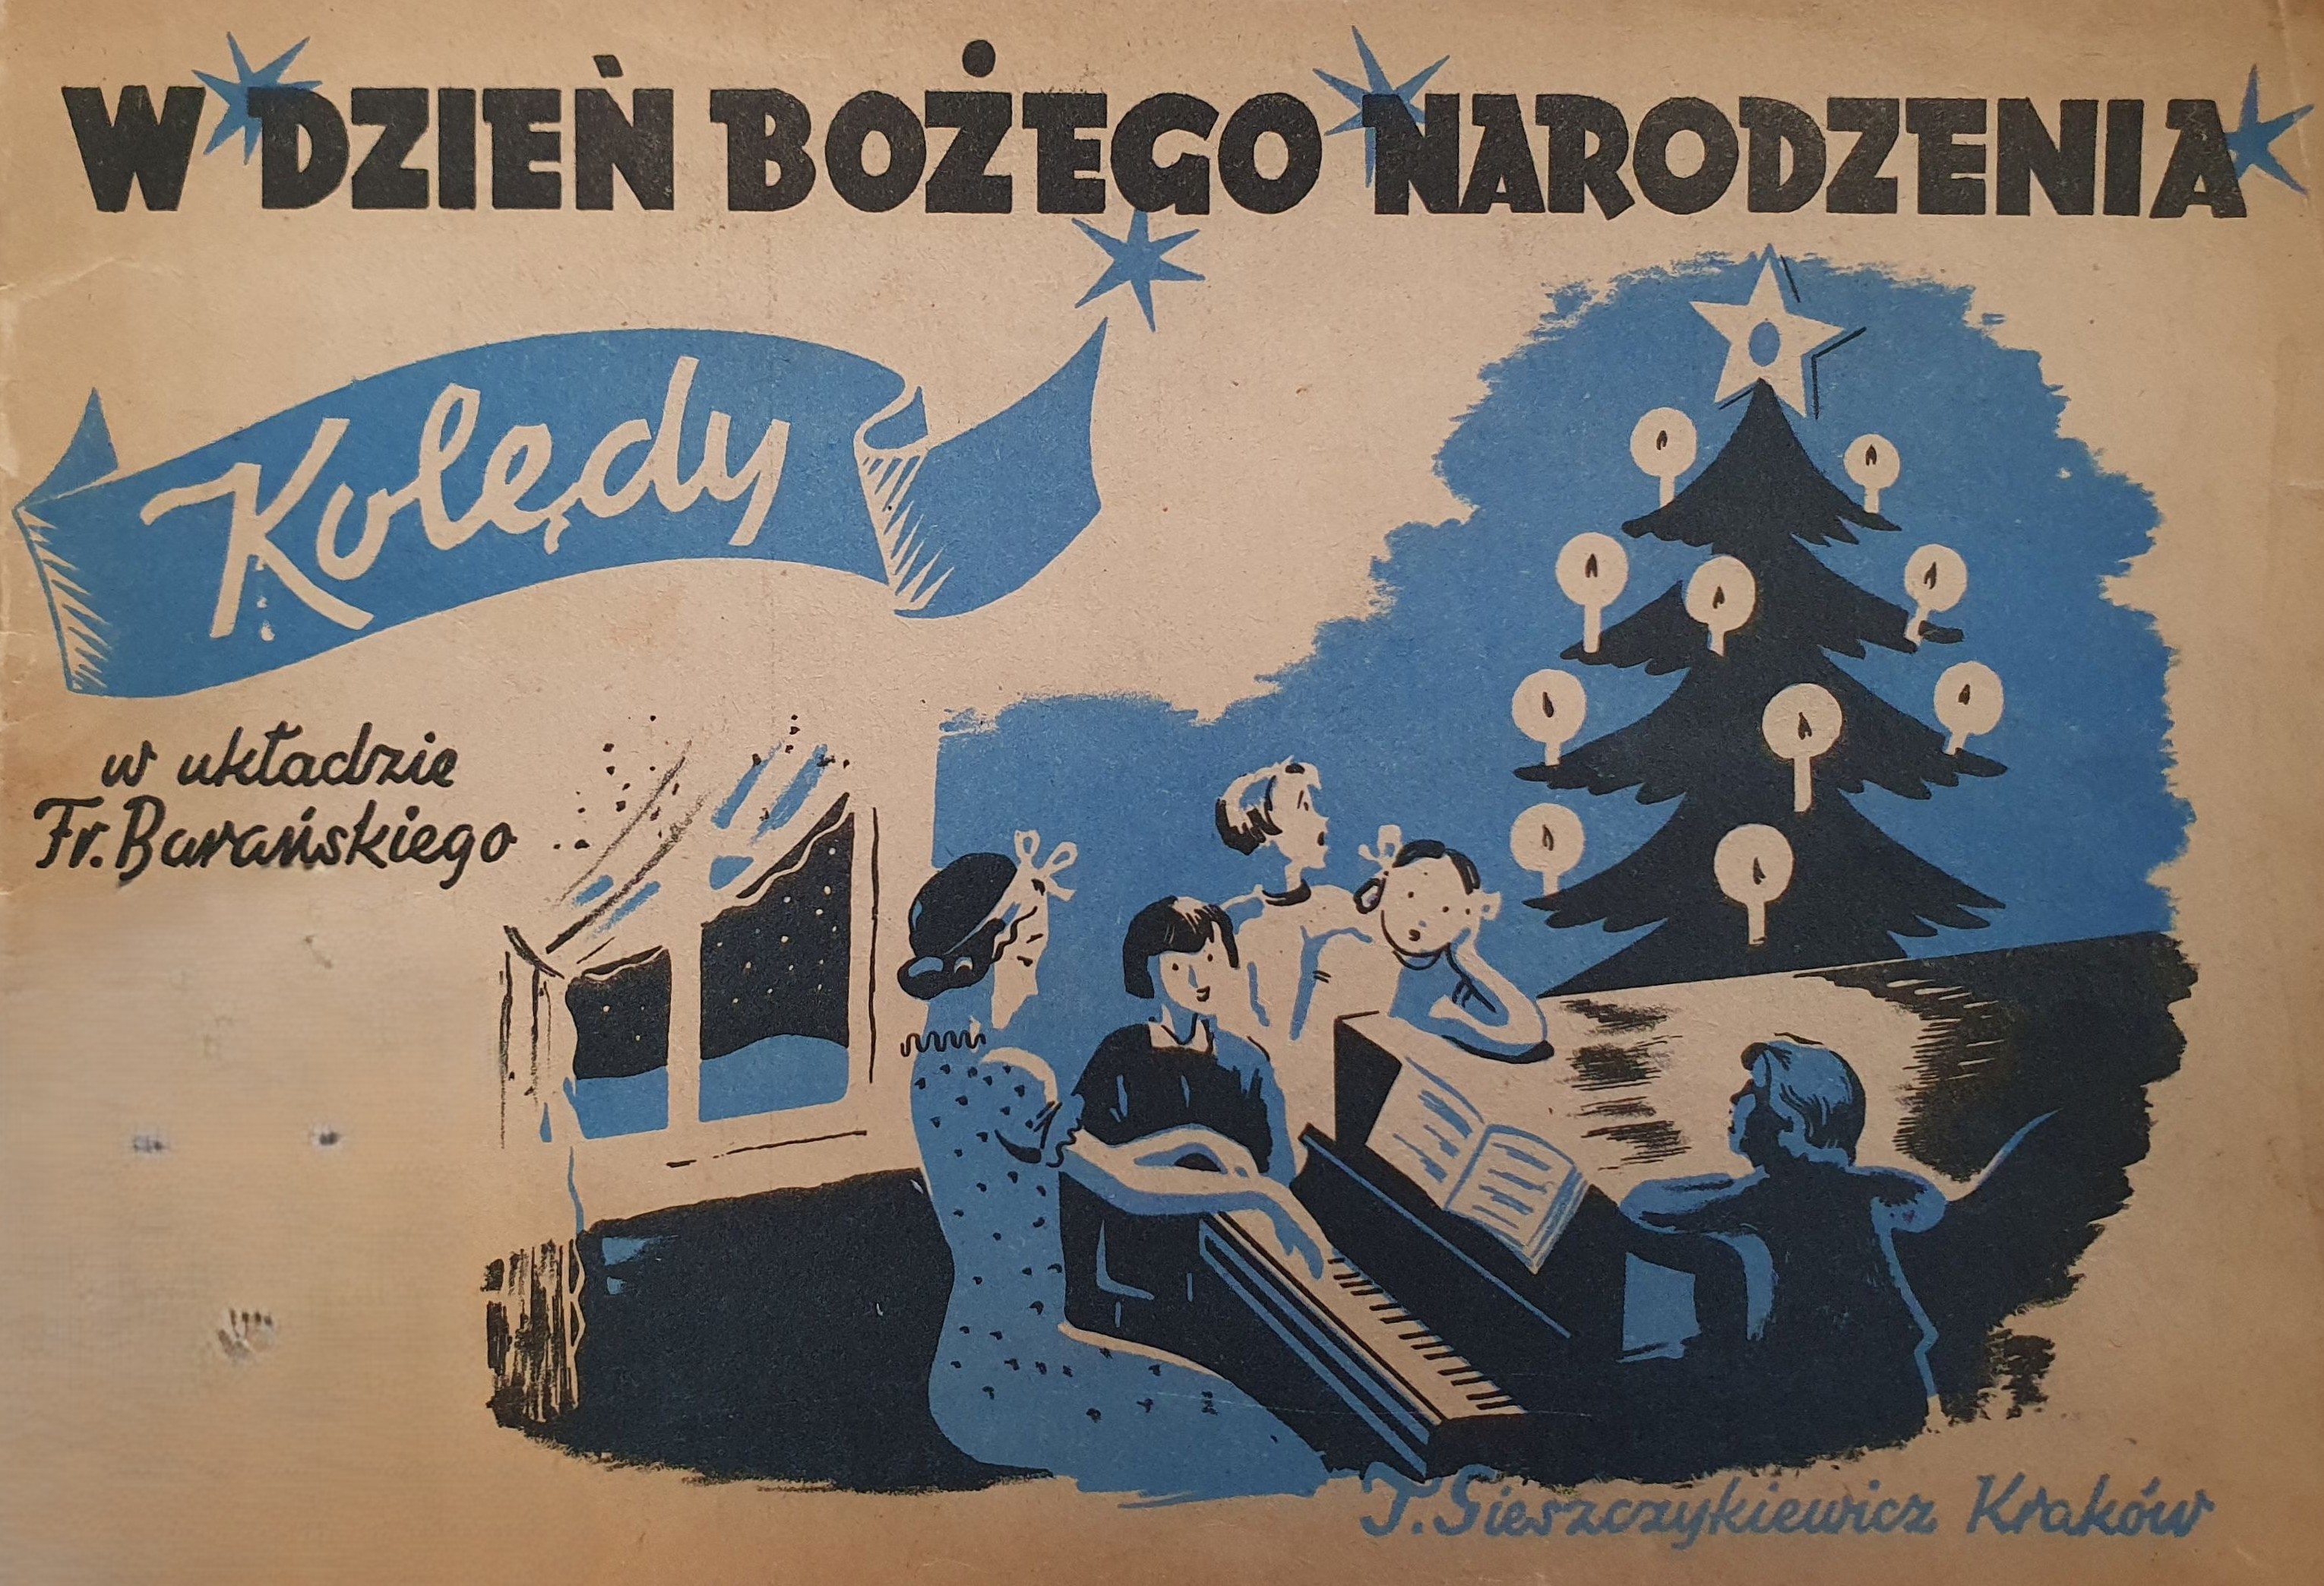 W DZIEŃ BOŻEGO NARODZENIA
Kolędy
w układzie
Fr. Barańskiego
T. Gieszczykiewicz Kraków